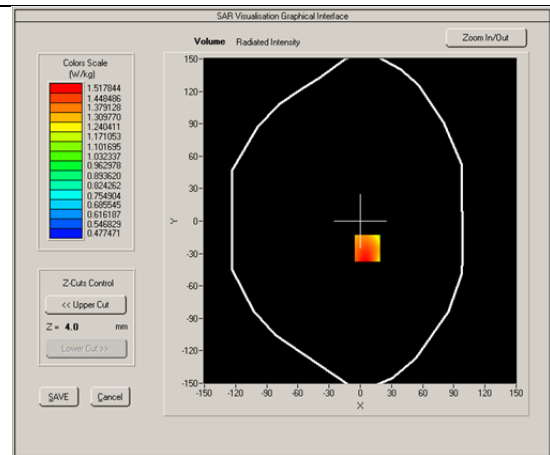 SAR Visualisation Graphical Interface
Volume Radiated Intensity
Zoom In/Out
Colors Scale
(W/kg)
1.517844
1.448486
1.379128
1.309770
1.240411
1.171053
1.101695
1.032337
0.962978
0.893620
0.824262
0.754904
0.685545
0.616187
0.546829
0.477471
Z-Cuts Control
<< Upper Cut
Z = 4.0 mm
Lower Cut >>
SAVE Cancel
150
120
90
60
30
0
-30
-60
-90
-120
-150
Y
-150 -120 -90 -60 -30 0 30 60 90 120 150
X